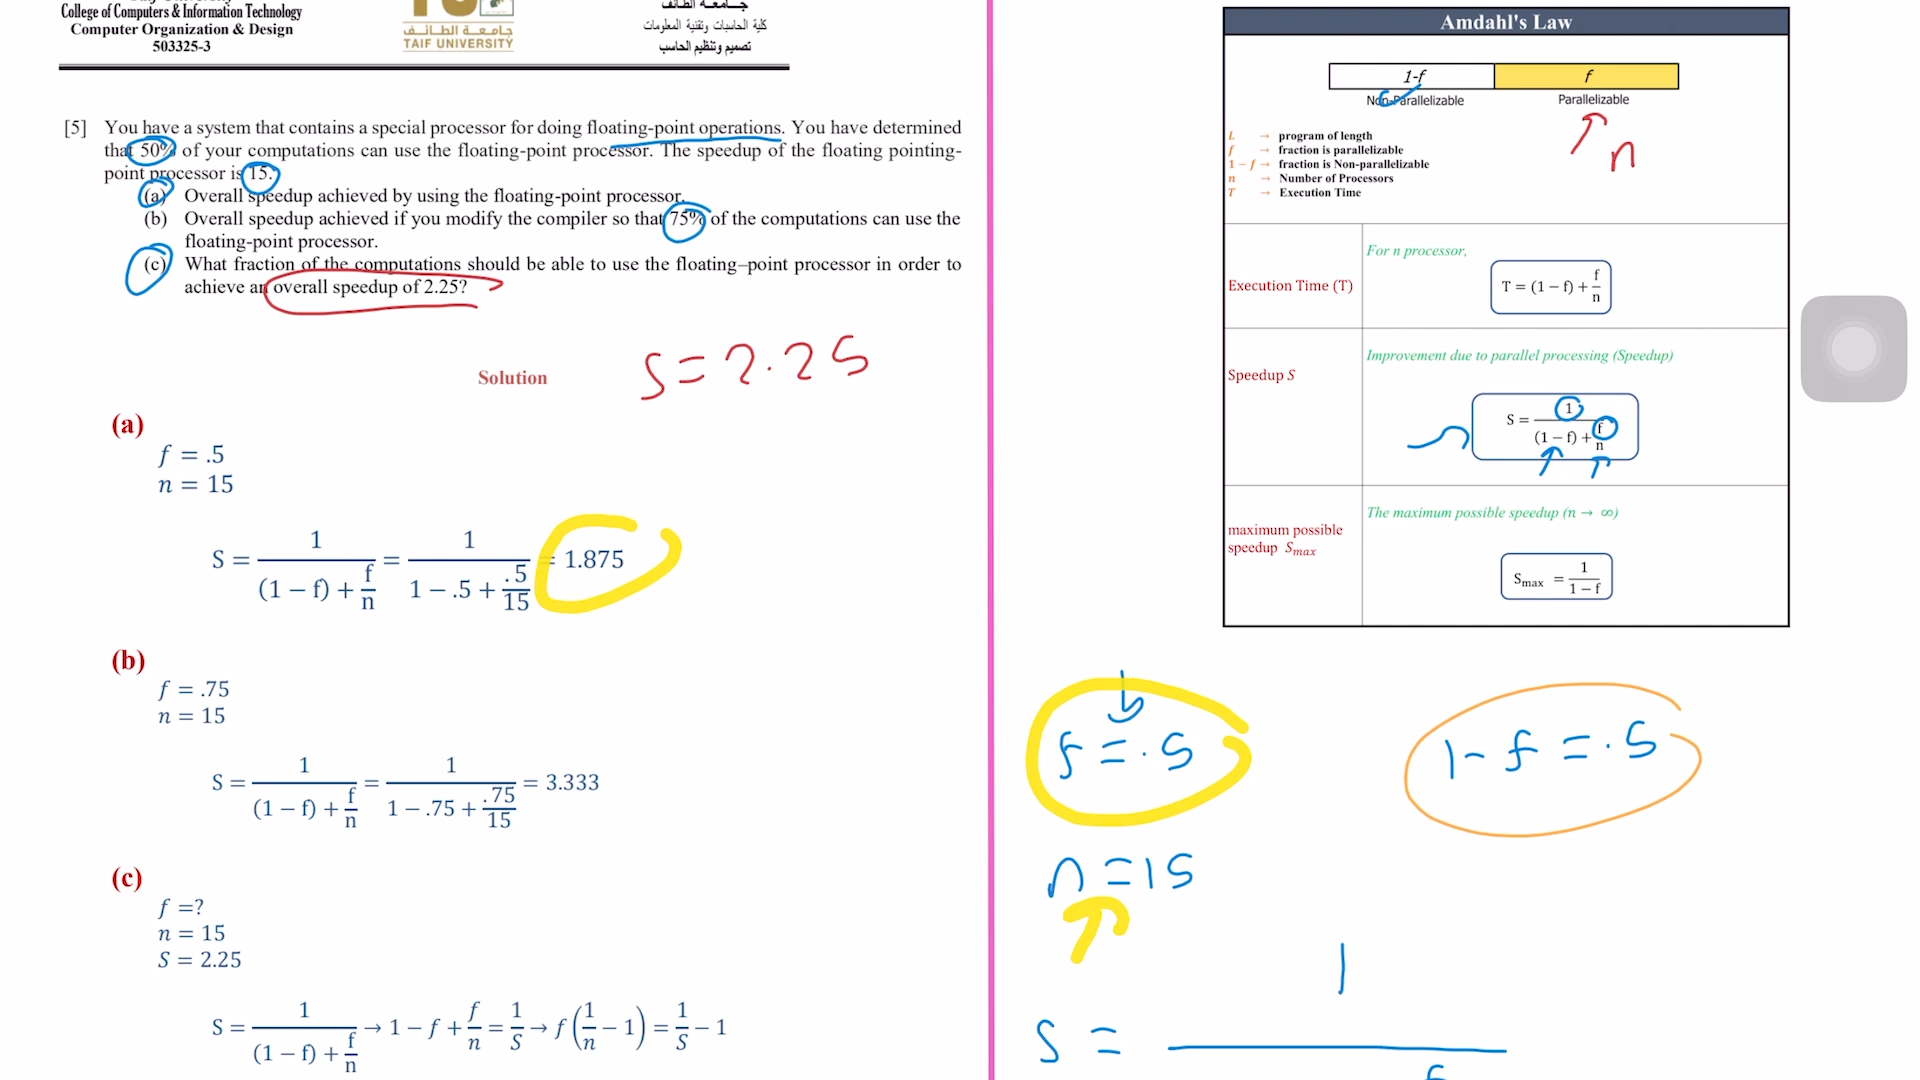 College of Computers & Information Technology
Computer Organization & Design
503325-3
جامعة الطائف
TAIF UNIVERSITY
جـــامعـة الطائف
كلية الحاسبات وتقنية المعلومات
تصميم وتنظيم الحاسب
[5] You have a system that contains a special processor for doing floating-point operations. You have determined
that 50% of your computations can use the floating-point processor. The speedup of the floating pointing-
point processor is 15.
(a) Overall speedup achieved by using the floating-point processor.
(b) Overall speedup achieved if you modify the compiler so that 75% of the computations can use the
floating-point processor.
(c) What fraction of the computations should be able to use the floating–point processor in order to
achieve an overall speedup of 2.25?
S = 2.25
Solution
(a)
f = .5
n = 15
S = 1 / ((1 − f) + f/n) = 1 / (1 − .5 + .5/15) = 1.875
(b)
f = .75
n = 15
S = 1 / ((1 − f) + f/n) = 1 / (1 − .75 + .75/15) = 3.333
(c)
f =?
n = 15
S = 2.25
S = 1 / ((1 − f) + f/n) → 1 − f + f/n = 1/S → f(1/n − 1) = 1/S − 1
Amdahl's Law
1-f f
Non-Parallelizable Parallelizable
n
L → program of length
f → fraction is parallelizable
1 − f → fraction is Non-parallelizable
n → Number of Processors
T → Execution Time
Execution Time (T)
For n processor,
T = (1 − f) + f/n
Speedup S
Improvement due to parallel processing (Speedup)
S = 1 / ((1 − f) + f/n)
maximum possible
speedup Smax
The maximum possible speedup (n → ∞)
Smax = 1 / (1 − f)
f = .5
1 - f = .5
n = 15
1
S =